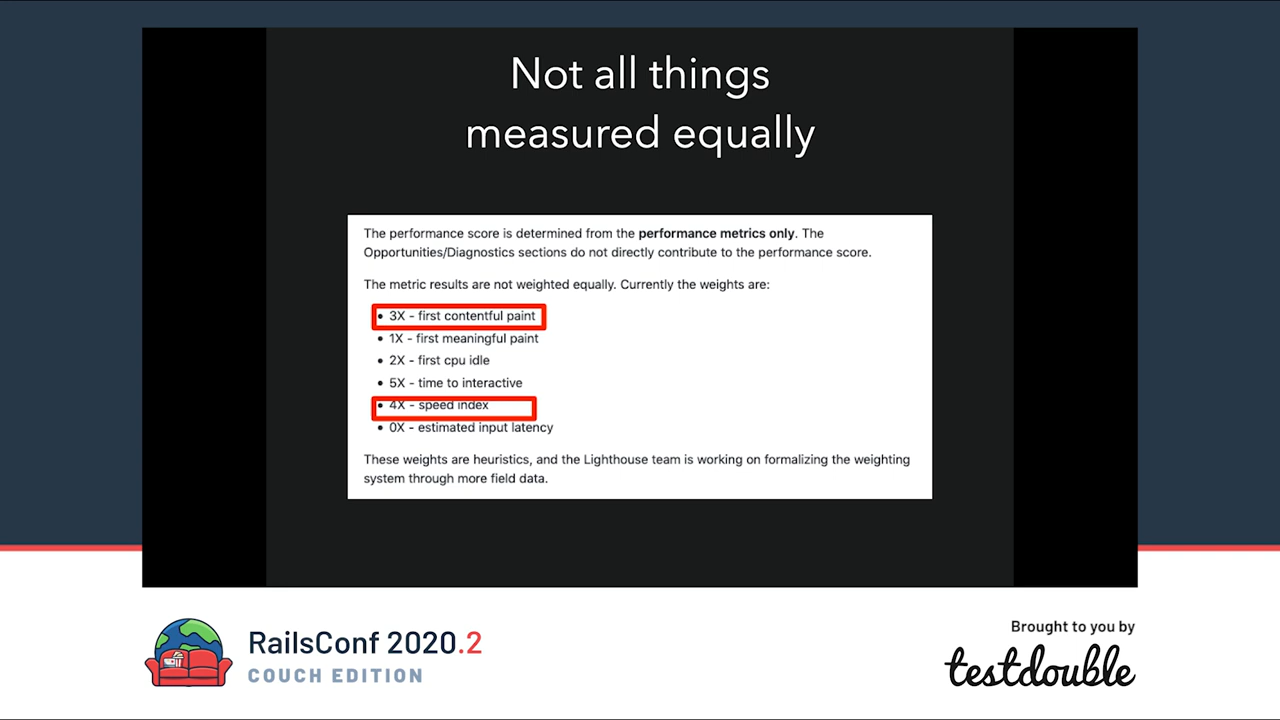 Not all things
measured equally
The performance score is determined from the performance metrics only. The
Opportunities/Diagnostics sections do not directly contribute to the performance score.
The metric results are not weighted equally. Currently the weights are:
• 3X - first contentful paint
• 1X - first meaningful paint
• 2X - first cpu idle
• 5X - time to interactive
• 4X - speed index
• 0X - estimated input latency
These weights are heuristics, and the Lighthouse team is working on formalizing the weighting
system through more field data.
RailsConf 2020.2
COUCH EDITION
Brought to you by
testdouble